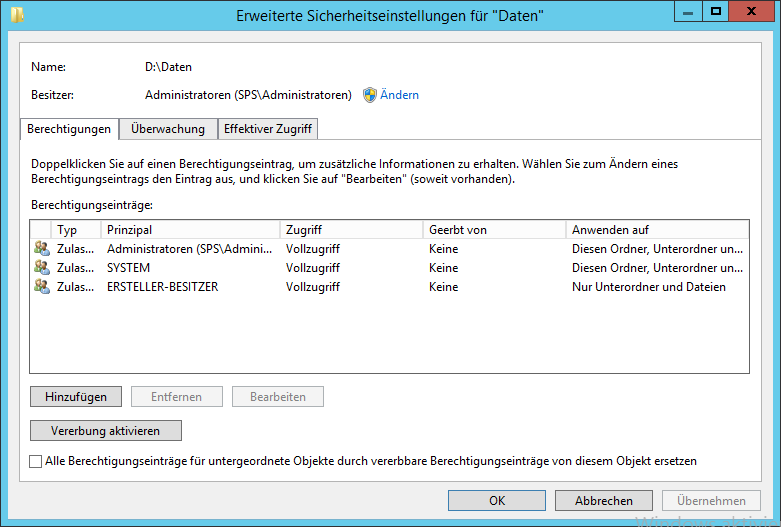 Erweiterte Sicherheitseinstellungen für "Daten"
Name: D:\Daten
Besitzer: Administratoren (SPS\Administratoren) Ändern
Berechtigungen Überwachung Effektiver Zugriff
Doppelklicken Sie auf einen Berechtigungseintrag, um zusätzliche Informationen zu erhalten. Wählen Sie zum Ändern eines
Berechtigungseintrags den Eintrag aus, und klicken Sie auf "Bearbeiten" (soweit vorhanden).
Berechtigungseinträge:
Typ Prinzipal Zugriff Geerbt von Anwenden auf
Zulas... Administratoren (SPS\Admini... Vollzugriff Keine Diesen Ordner, Unterordner un...
Zulas... SYSTEM Vollzugriff Keine Diesen Ordner, Unterordner un...
Zulas... ERSTELLER-BESITZER Vollzugriff Keine Nur Unterordner und Dateien
Hinzufügen Entfernen Bearbeiten
Vererbung aktivieren
Alle Berechtigungseinträge für untergeordnete Objekte durch vererbbare Berechtigungseinträge von diesem Objekt ersetzen
OK Abbrechen Übernehmen